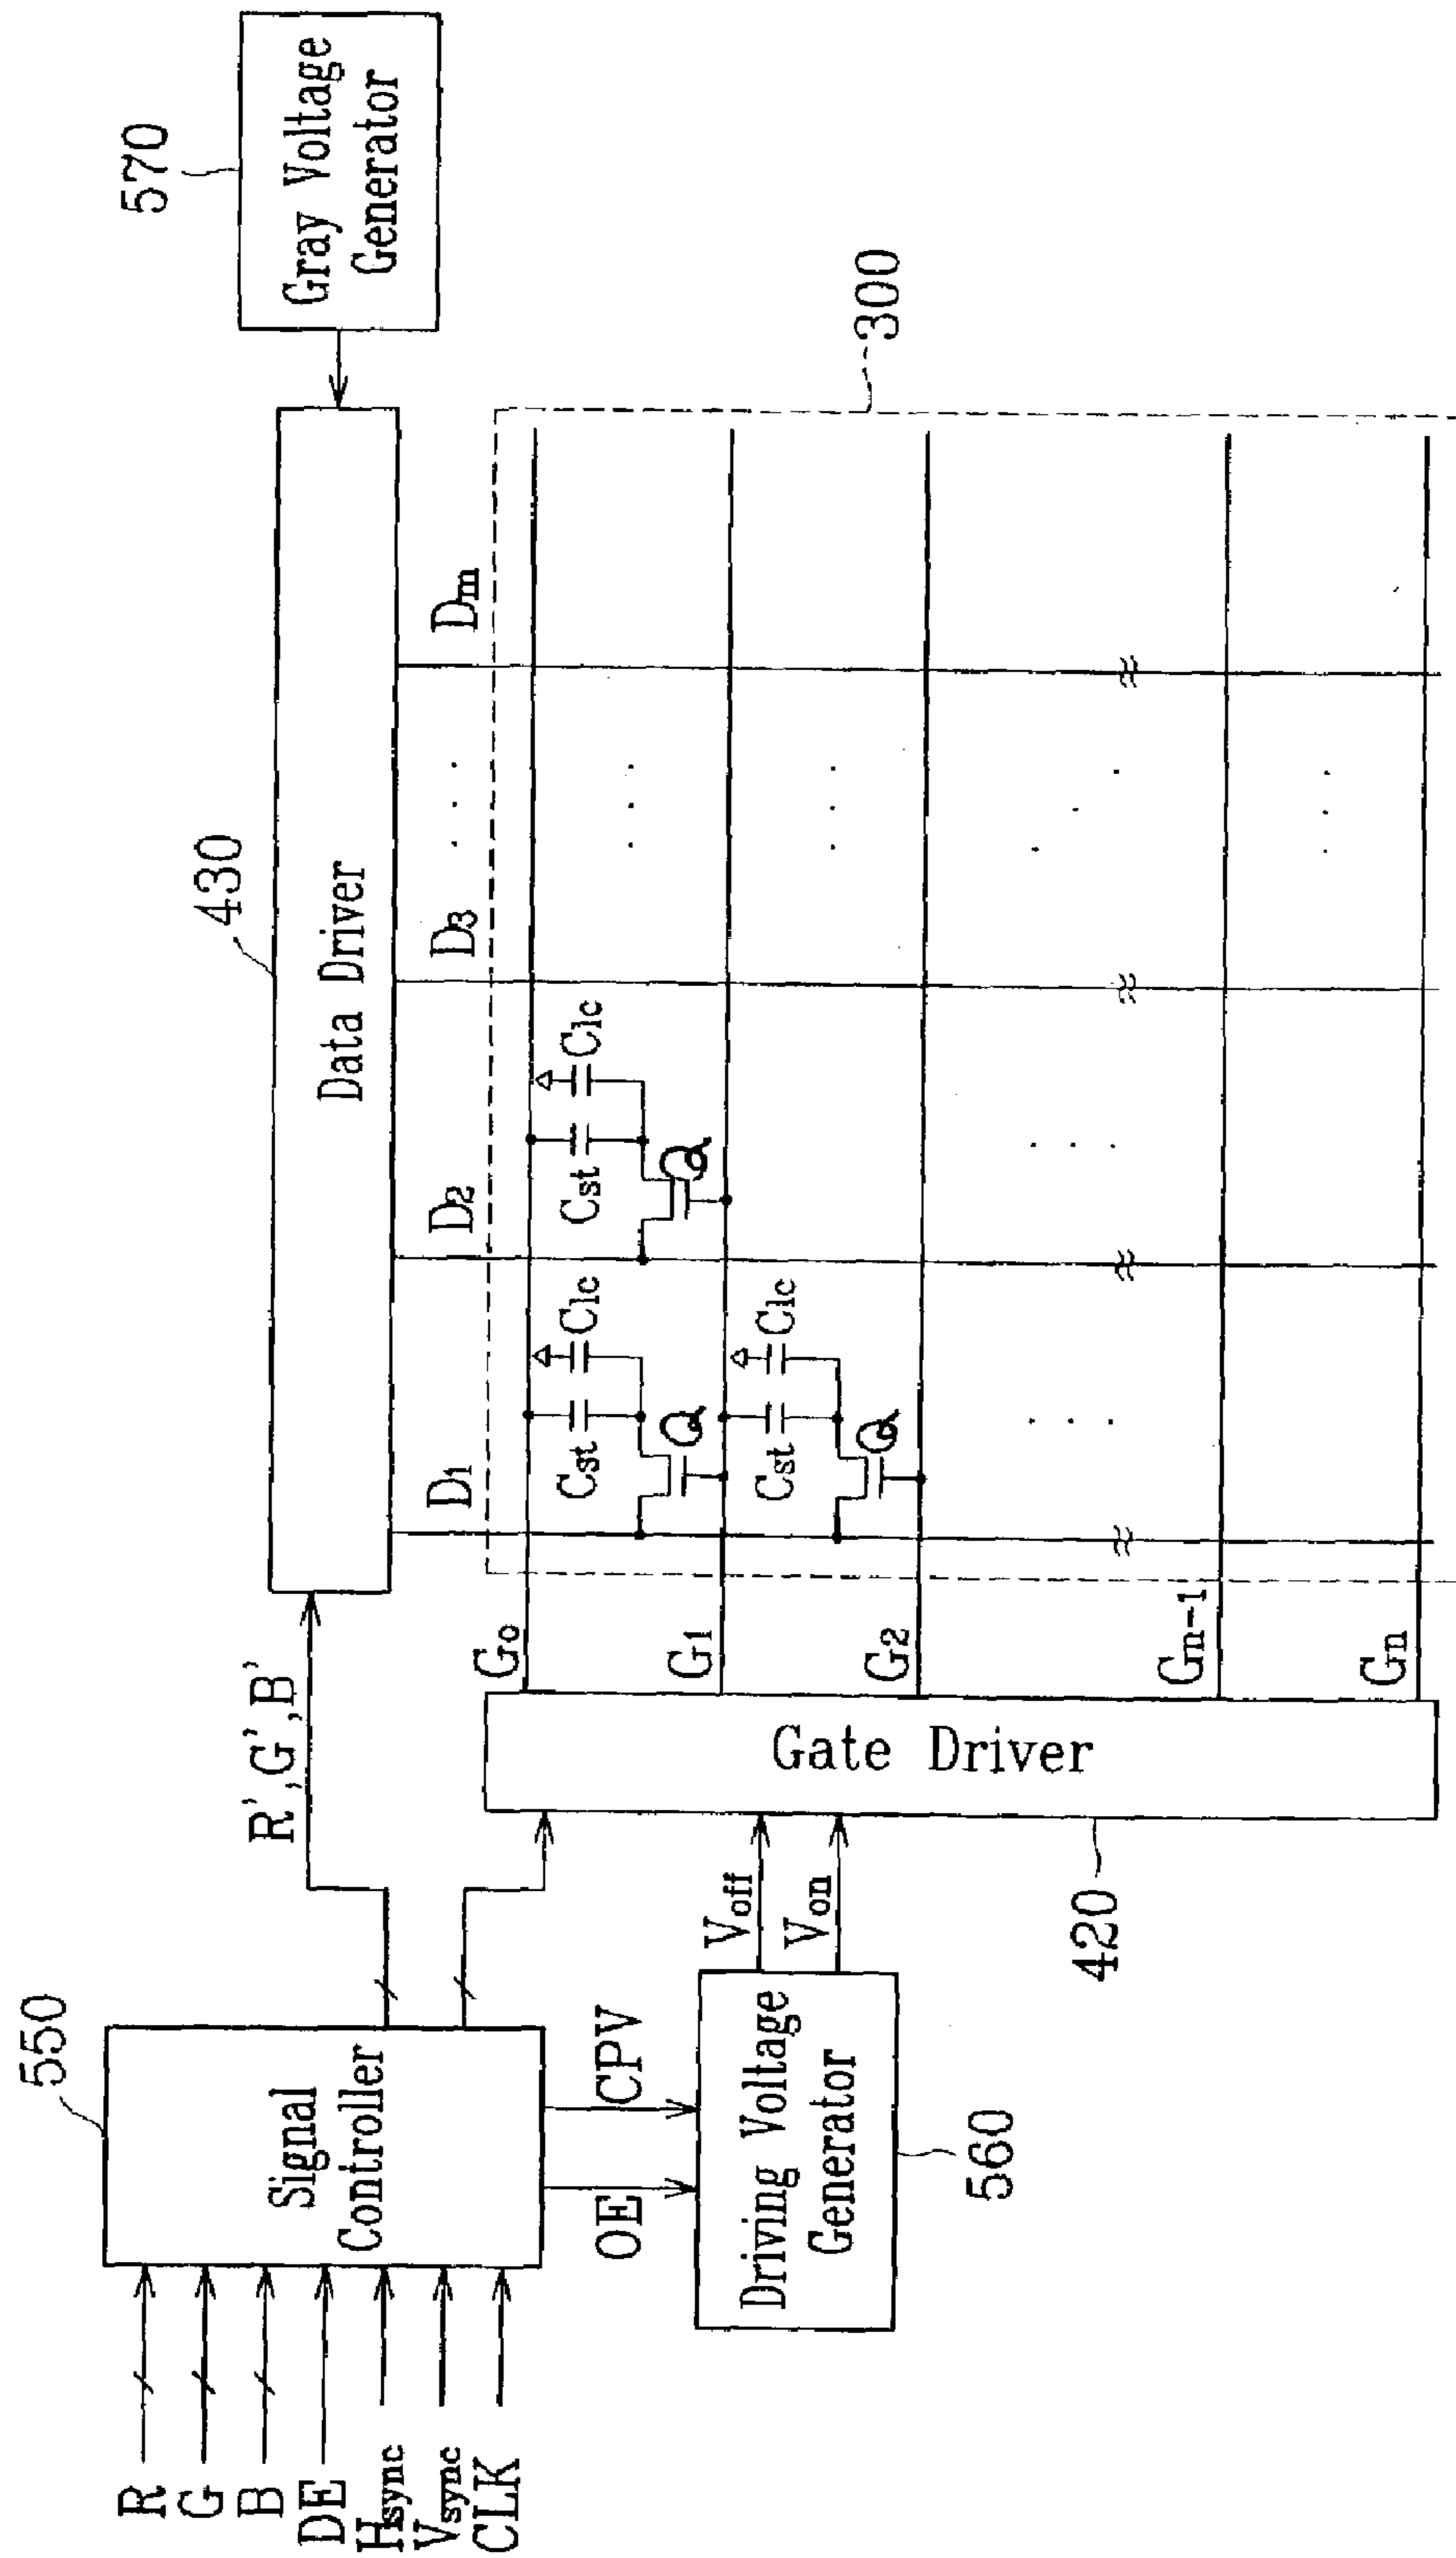 570
Gray Voltage
Generator
430
Data Driver
300
550
Signal
Controller
R
G
B
DE
Hsync
Vsync
CLK
R',G',B'
OE
CPV
Driving Voltage
Generator
560
Voff
Von
Gate Driver
420
D1
D2
D3
. . .
Dm
G0
G1
G2
Gn-1
Gn
Cst
Clc
Q
Cst
Clc
Q
Cst
Clc
Q